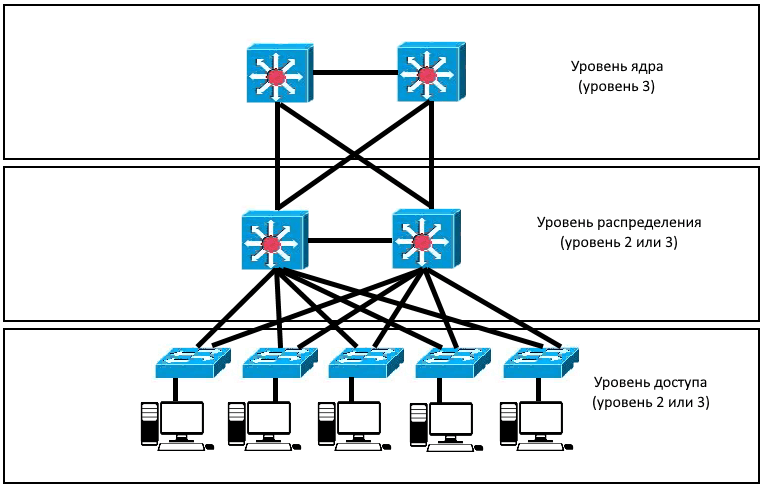 Уровень ядра
(уровень 3)
Уровень распределения
(уровень 2 или 3)
Уровень доступа
(уровень 2 или 3)